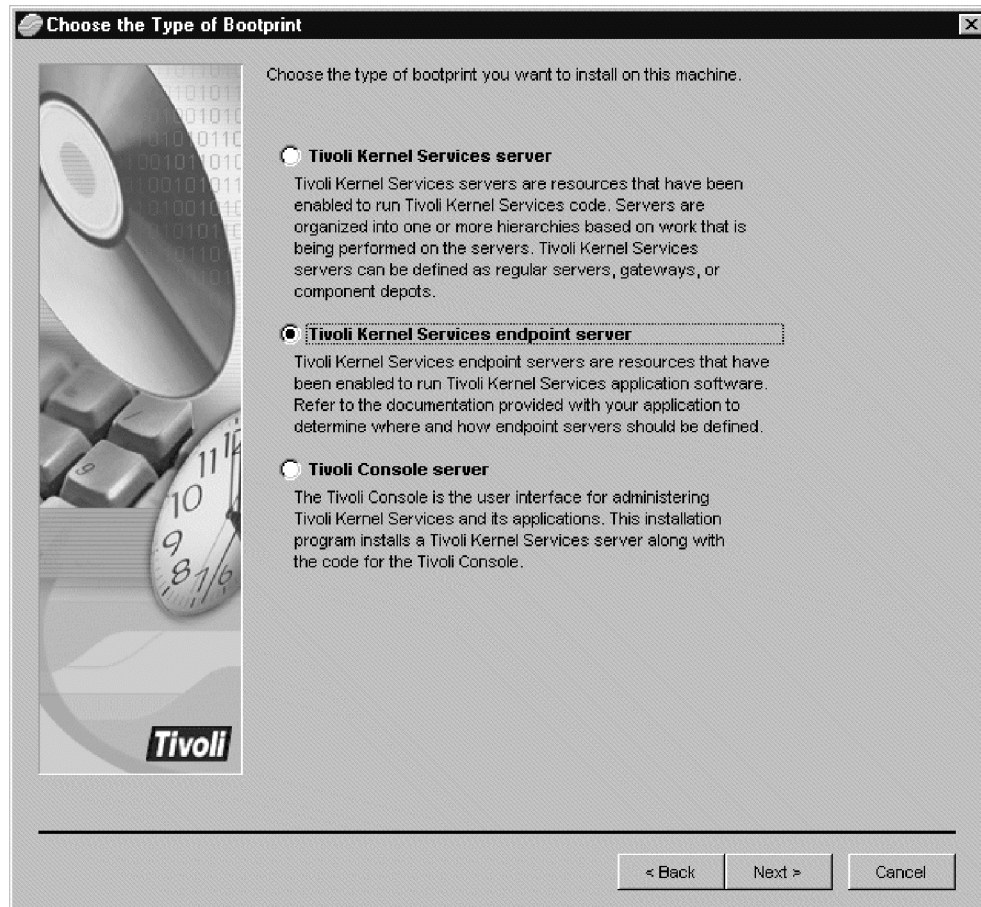 Choose the Type of Bootprint
Choose the type of bootprint you want to install on this machine.
Tivoli Kernel Services server
Tivoli Kernel Services servers are resources that have been
enabled to run Tivoli Kernel Services code. Servers are
organized into one or more hierarchies based on work that is
being performed on the servers. Tivoli Kernel Services
servers can be defined as regular servers, gateways, or
component depots.
Tivoli Kernel Services endpoint server
Tivoli Kernel Services endpoint servers are resources that have
been enabled to run Tivoli Kernel Services application software.
Refer to the documentation provided with your application to
determine where and how endpoint servers should be defined.
Tivoli Console server
The Tivoli Console is the user interface for administering
Tivoli Kernel Services and its applications. This installation
program installs a Tivoli Kernel Services server along with
the code for the Tivoli Console.
11 12
10
9
8
7
6
Tivoli
< Back
Next >
Cancel